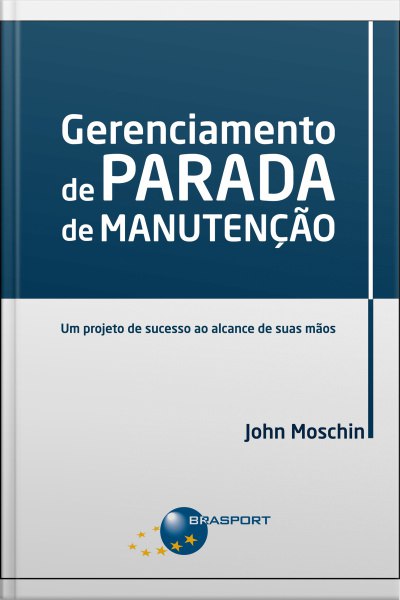 Gerenciamento
de PARADA
de MANUTENÇÃO
Um projeto de sucesso ao alcance de suas mãos
John Moschin
BRASPORT